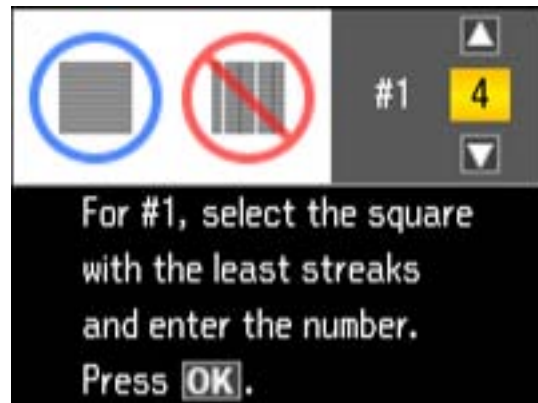 #1 4
For #1, select the square
with the least streaks
and enter the number.
Press OK.